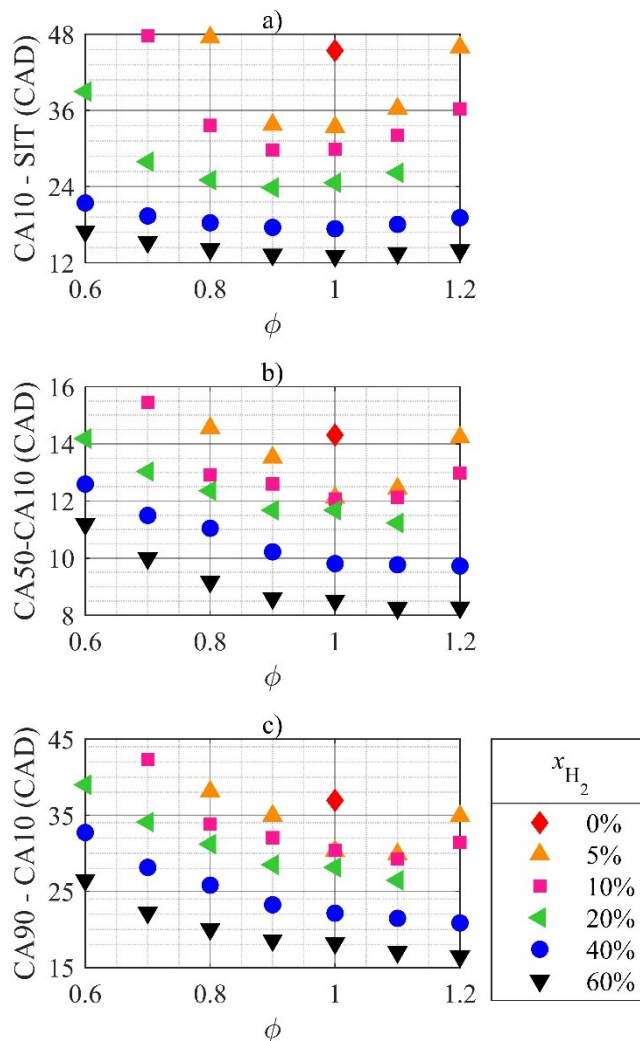 a)
CA10 - SIT (CAD)
48
36
24
12
0.6 0.8 1 1.2
ϕ
b)
CA50-CA10 (CAD)
16
14
12
10
8
0.6 0.8 1 1.2
ϕ
c)
CA90 - CA10 (CAD)
45
35
25
15
0.6 0.8 1 1.2
ϕ
x_H₂
0%
5%
10%
20%
40%
60%